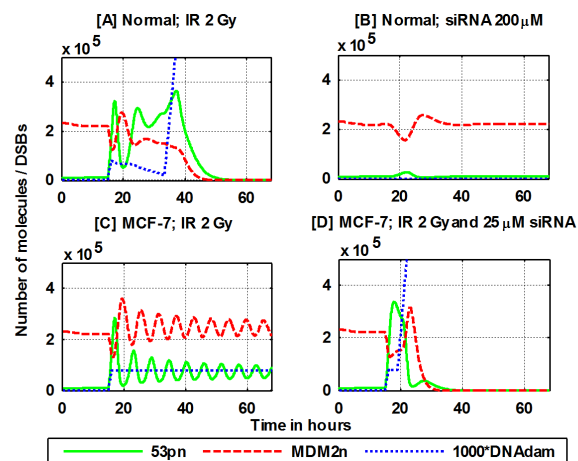 [A] Normal; IR 2 Gy
[B] Normal; siRNA 200μM
x 10^5
x 10^5
4
2
0
0 20 40 60
4
2
0
0 20 40 60
[C] MCF-7; IR 2 Gy
[D] MCF-7; IR 2 Gy and 25 μM siRNA
x 10^5
x 10^5
4
2
0
0 20 40 60
4
2
0
0 20 40 60
Number of molecules / DSBs
Time in hours
53pn MDM2n 1000*DNAdam